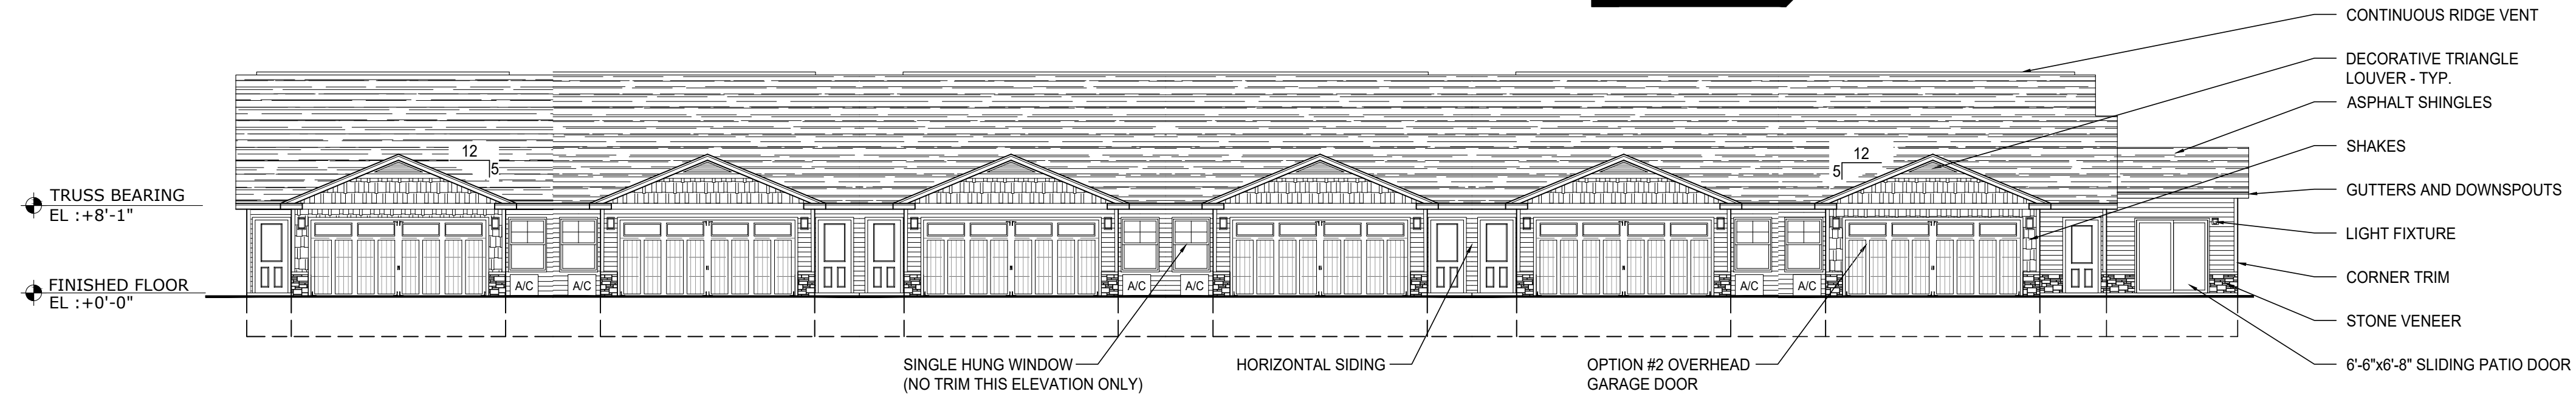 CONTINUOUS RIDGE VENT
DECORATIVE TRIANGLE
LOUVER - TYP.
ASPHALT SHINGLES
12
5
12
5
SHAKES
TRUSS BEARING
EL :+8'-1"
GUTTERS AND DOWNSPOUTS
LIGHT FIXTURE
FINISHED FLOOR
EL :+0'-0"
A/C
A/C
A/C
A/C
A/C
A/C
CORNER TRIM
STONE VENEER
SINGLE HUNG WINDOW
(NO TRIM THIS ELEVATION ONLY)
HORIZONTAL SIDING
OPTION #2 OVERHEAD
GARAGE DOOR
6'-6"x6'-8" SLIDING PATIO DOOR